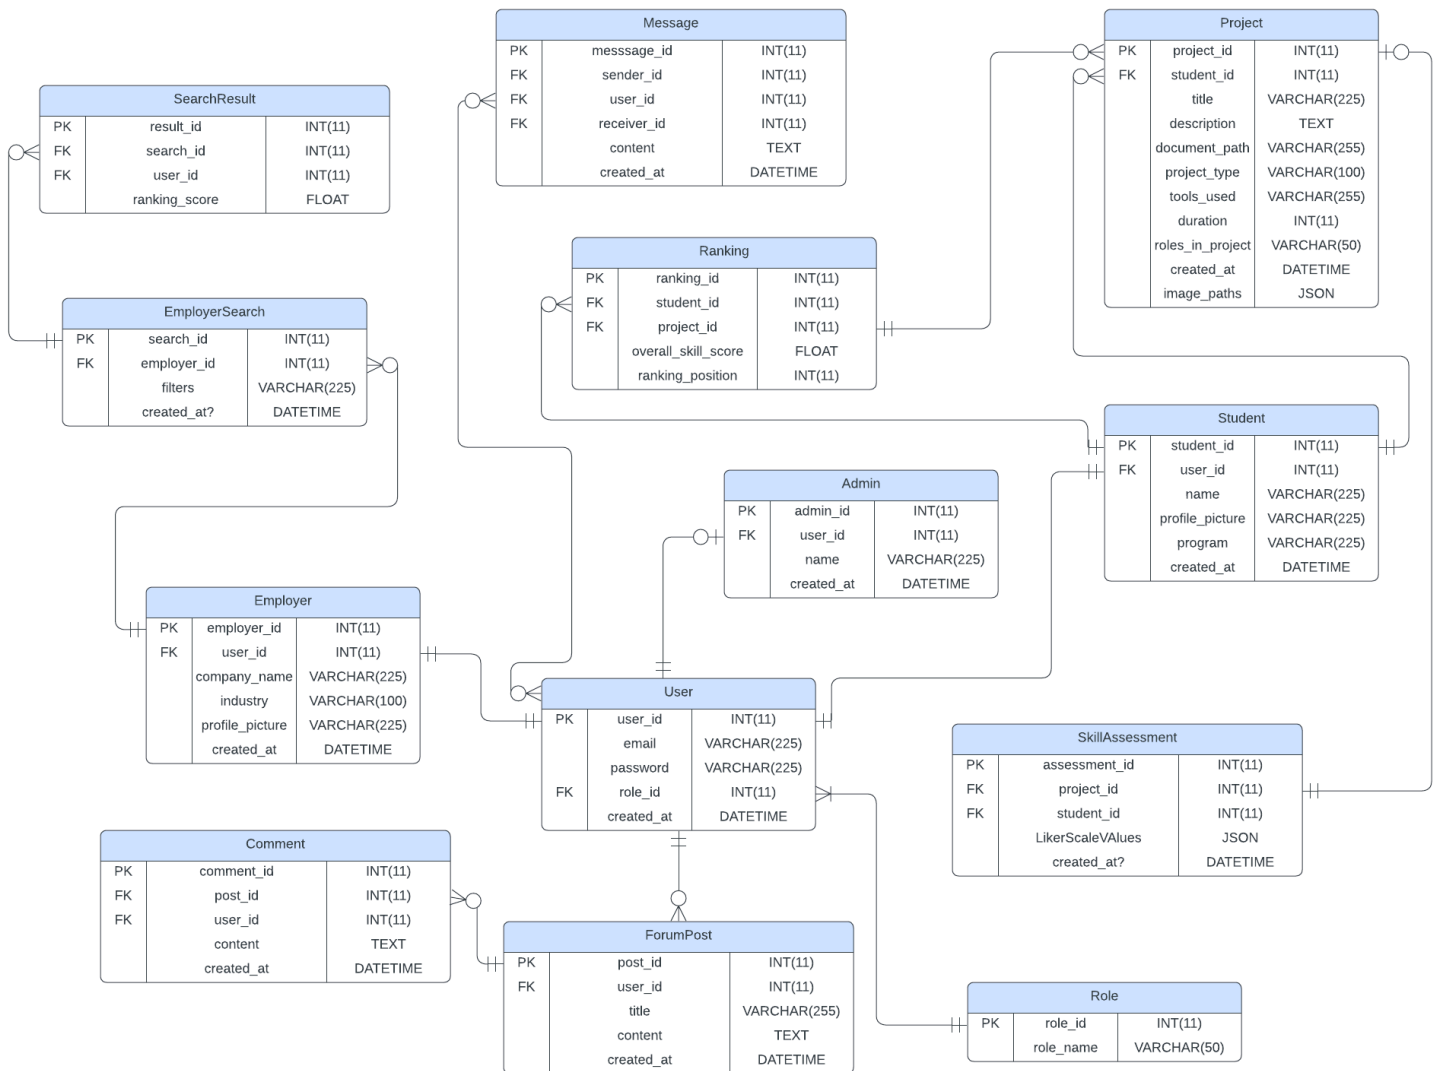 Message
PK messsage_id INT(11)
FK sender_id INT(11)
FK user_id INT(11)
FK receiver_id INT(11)
content TEXT
created_at DATETIME
Project
PK project_id INT(11)
FK student_id INT(11)
title VARCHAR(225)
description TEXT
document_path VARCHAR(255)
project_type VARCHAR(100)
tools_used VARCHAR(255)
duration INT(11)
roles_in_project VARCHAR(50)
created_at DATETIME
image_paths JSON
SearchResult
PK result_id INT(11)
FK search_id INT(11)
FK user_id INT(11)
ranking_score FLOAT
Ranking
PK ranking_id INT(11)
FK student_id INT(11)
FK project_id INT(11)
overall_skill_score FLOAT
ranking_position INT(11)
EmployerSearch
PK search_id INT(11)
FK employer_id INT(11)
filters VARCHAR(225)
created_at? DATETIME
Student
PK student_id INT(11)
FK user_id INT(11)
name VARCHAR(225)
profile_picture VARCHAR(225)
program VARCHAR(225)
created_at DATETIME
Admin
PK admin_id INT(11)
FK user_id INT(11)
name VARCHAR(225)
created_at DATETIME
Employer
PK employer_id INT(11)
FK user_id INT(11)
company_name VARCHAR(225)
industry VARCHAR(100)
profile_picture VARCHAR(225)
created_at DATETIME
User
PK user_id INT(11)
email VARCHAR(225)
password VARCHAR(225)
FK role_id INT(11)
created_at DATETIME
SkillAssessment
PK assessment_id INT(11)
FK project_id INT(11)
FK student_id INT(11)
LikerScaleVAlues JSON
created_at? DATETIME
Comment
PK comment_id INT(11)
FK post_id INT(11)
FK user_id INT(11)
content TEXT
created_at DATETIME
ForumPost
PK post_id INT(11)
FK user_id INT(11)
title VARCHAR(255)
content TEXT
created_at DATETIME
Role
PK role_id INT(11)
role_name VARCHAR(50)